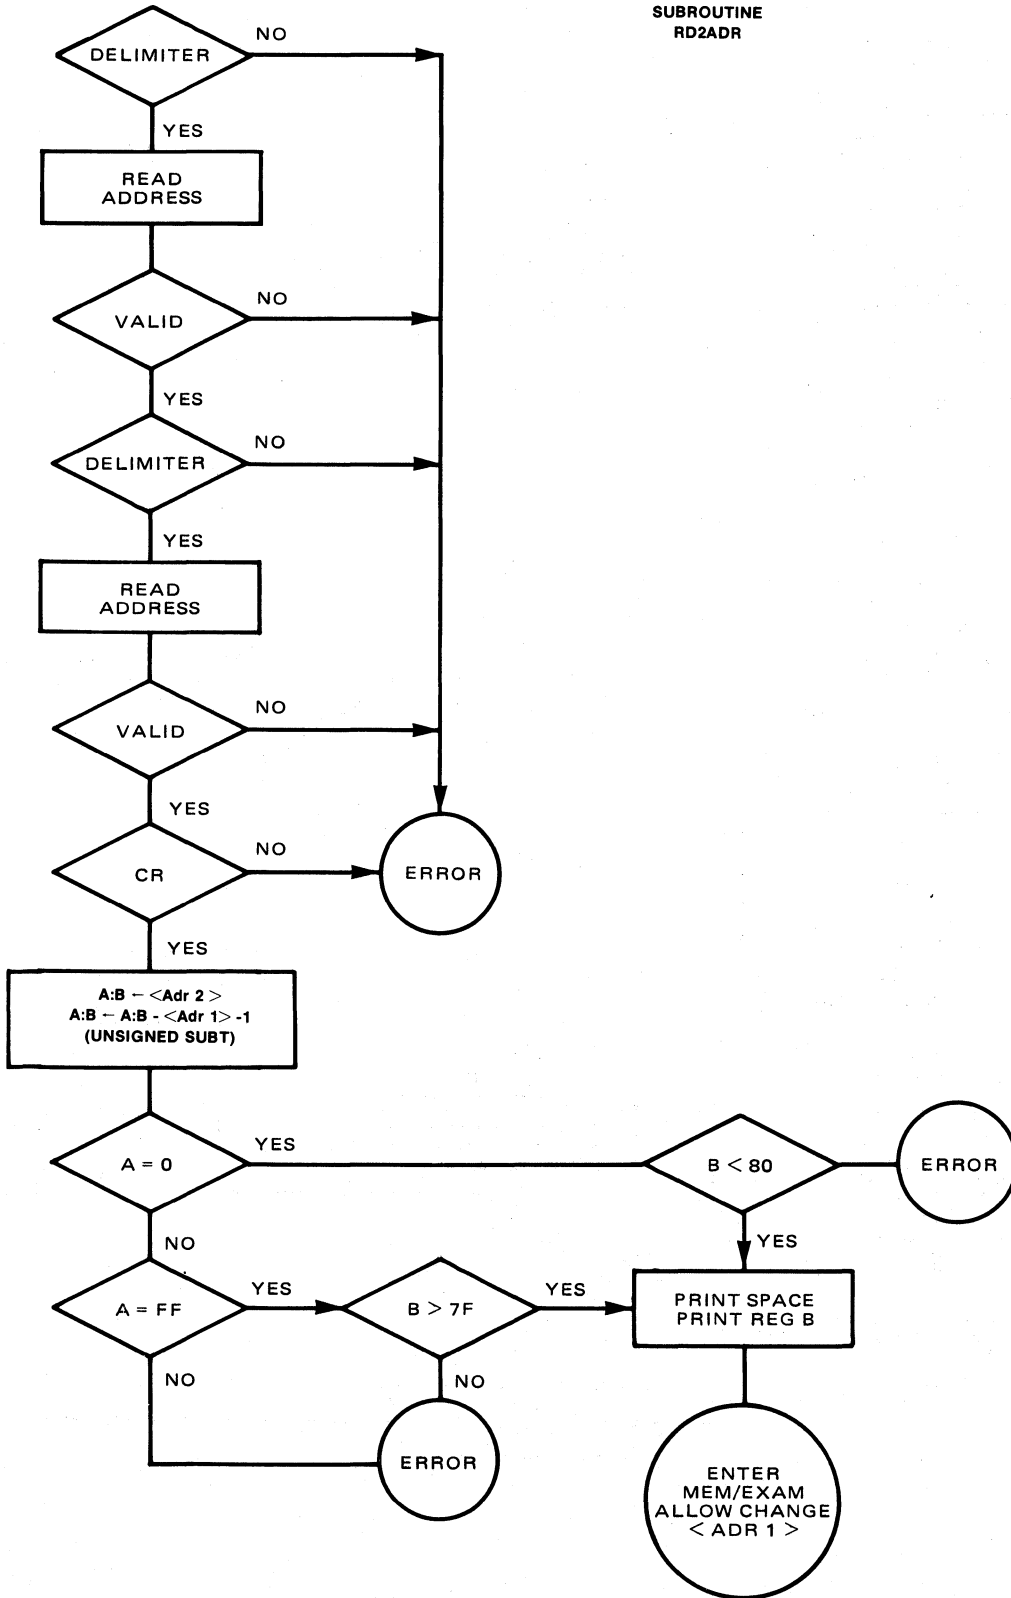 SUBROUTINE
RD2ADR
DELIMITER
NO
YES
READ
ADDRESS
VALID
NO
YES
DELIMITER
NO
YES
READ
ADDRESS
VALID
NO
YES
CR
NO
ERROR
YES
A:B ← <Adr 2 >
A:B ← A:B - <Adr 1> -1
(UNSIGNED SUBT)
A = 0
YES
B < 80
ERROR
NO
YES
A = FF
YES
B > 7F
YES
PRINT SPACE
PRINT REG B
NO
NO
ERROR
ENTER
MEM/EXAM
ALLOW CHANGE
< ADR 1 >